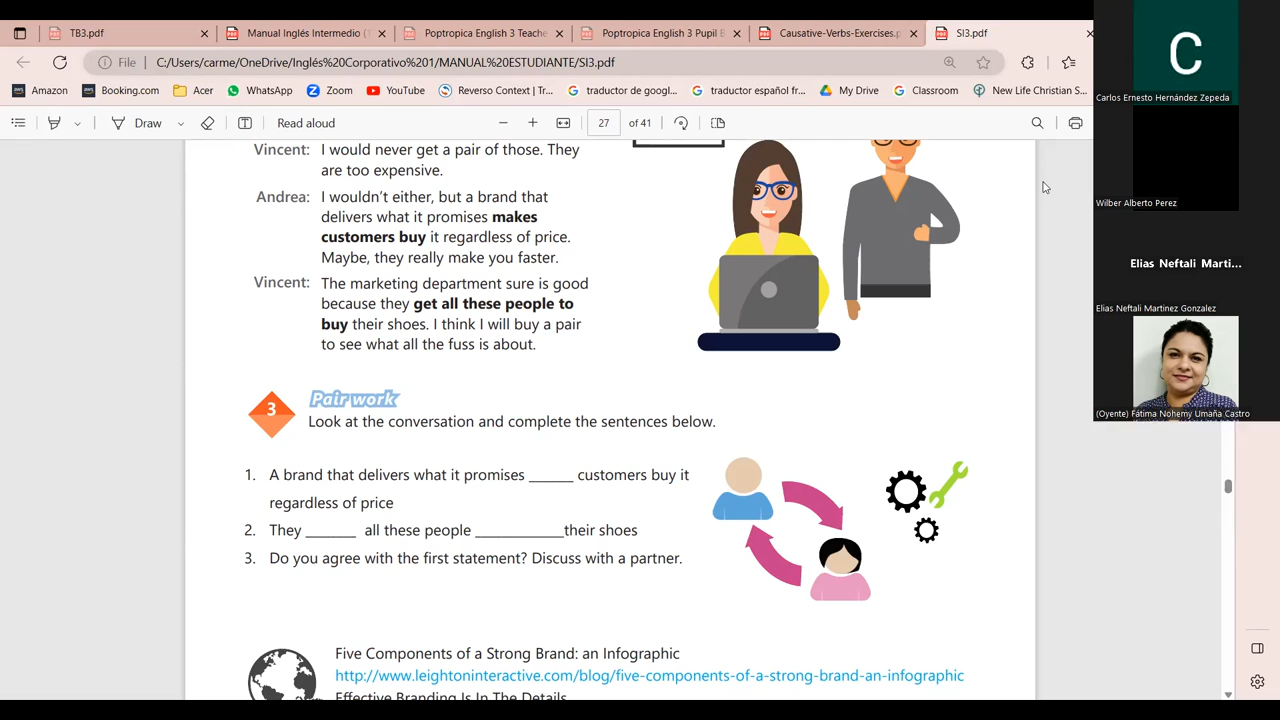 TB3.pdf
Manual Inglés Intermedio (T
Poptropica English 3 Teache
Poptropica English 3 Pupil B
Causative-Verbs-Exercises.p
SI3.pdf
File
C:/Users/carme/OneDrive/Inglés%20Corporativo%201/MANUAL%20ESTUDIANTE/SI3.pdf
Amazon
Booking.com
Acer
WhatsApp
Zoom
YouTube
Reverso Context | Tr...
traductor de googl...
traductor español fr...
My Drive
Classroom
New Life Christian S...
Draw
Read aloud
27
of 41
Vincent: I would never get a pair of those. They
are too expensive.
Andrea: I wouldn't either, but a brand that
delivers what it promises makes
customers buy it regardless of price.
Maybe, they really make you faster.
Vincent: The marketing department sure is good
because they get all these people to
buy their shoes. I think I will buy a pair
to see what all the fuss is about.
3
Pair work
Look at the conversation and complete the sentences below.
1. A brand that delivers what it promises ______ customers buy it
regardless of price
2. They _______ all these people ____________their shoes
3. Do you agree with the first statement? Discuss with a partner.
Five Components of a Strong Brand: an Infographic
http://www.leightoninteractive.com/blog/five-components-of-a-strong-brand-an-infographic
Effective Branding Is In The Details
C
Carlos Ernesto Hernández Zepeda
Wilber Alberto Perez
Elias Neftali Marti...
Elias Neftali Martinez Gonzalez
(Oyente) Fátima Nohemy Umaña Castro